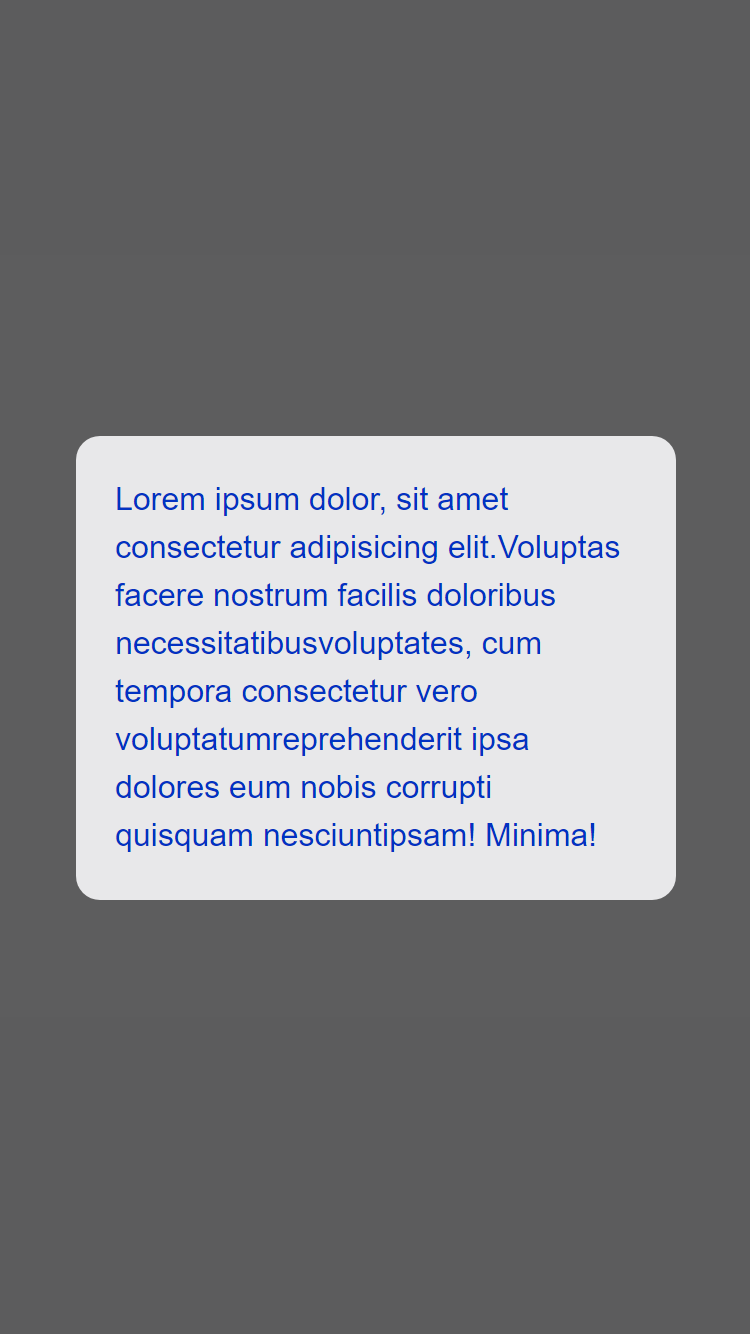 Lorem ipsum dolor, sit amet
consectetur adipisicing elit.Voluptas
facere nostrum facilis doloribus
necessitatibusvoluptates, cum
tempora consectetur vero
voluptatumreprehenderit ipsa
dolores eum nobis corrupti
quisquam nesciuntipsam! Minima!